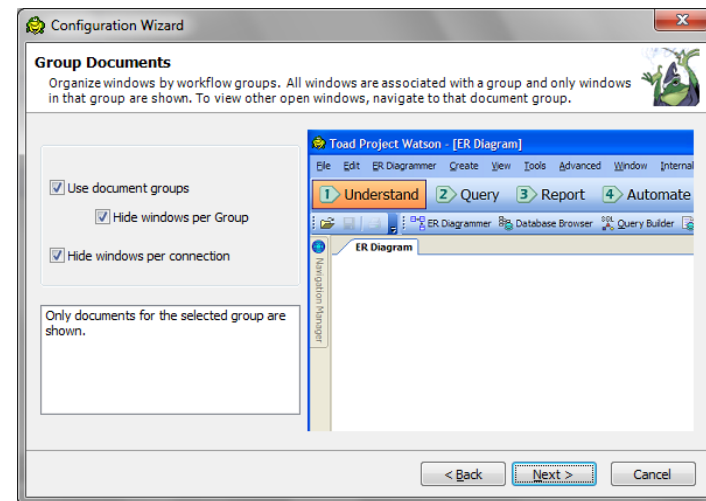 Configuration Wizard
Group Documents
Organize windows by workflow groups. All windows are associated with a group and only windows
in that group are shown. To view other open windows, navigate to that document group.
Toad Project Watson - [ER Diagram]
File Edit ER Diagrammer Create View Tools Advanced Window Internal
1 Understand 2 Query 3 Report 4 Automate
ER Diagrammer Database Browser SQL Query Builder
ER Diagram
Navigation Manager
Use document groups
Hide windows per Group
Hide windows per connection
Only documents for the selected group are
shown.
< Back Next > Cancel